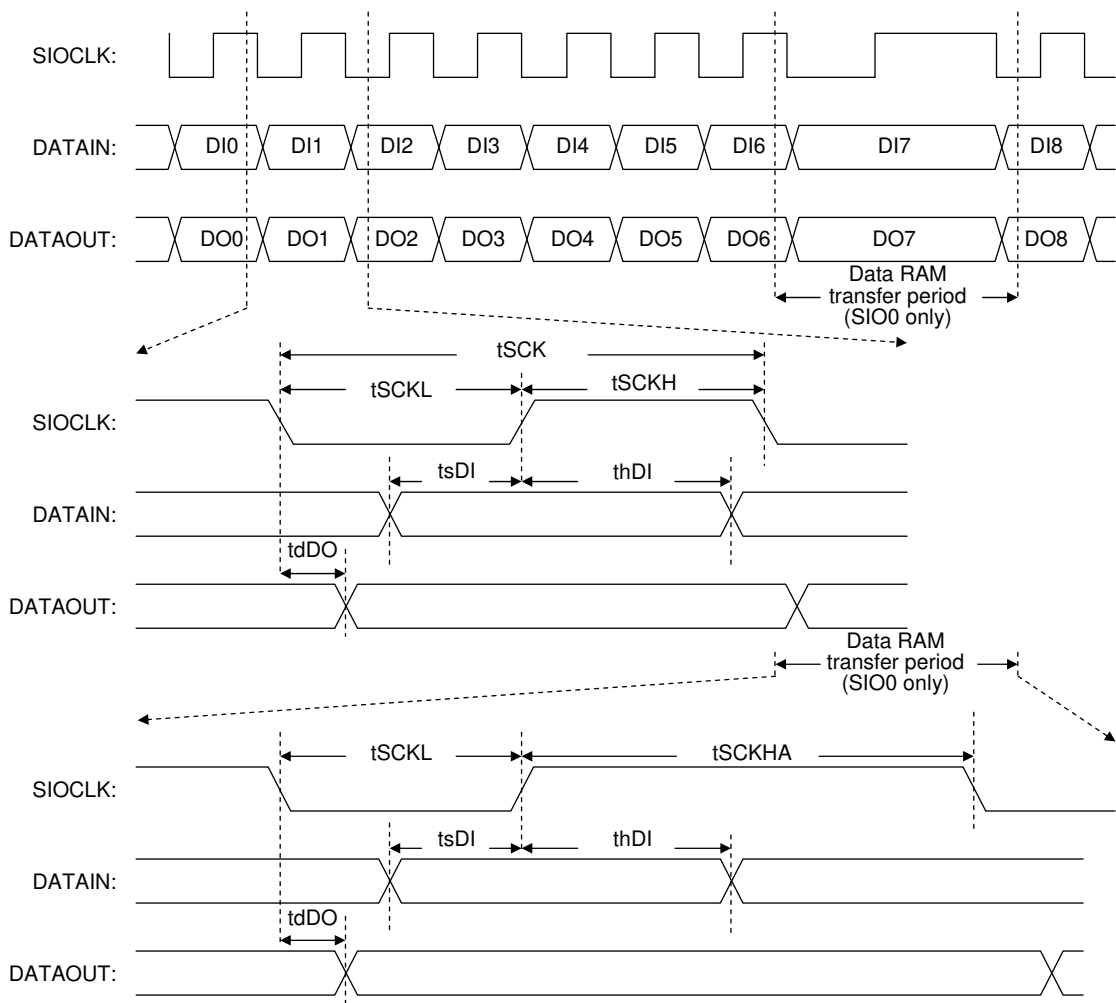 SIOCLK:
DATAIN: DI0 DI1 DI2 DI3 DI4 DI5 DI6 DI7 DI8
DATAOUT: DO0 DO1 DO2 DO3 DO4 DO5 DO6 DO7 DO8
Data RAM
transfer period
(SIO0 only)
tSCK
tSCKL tSCKH
SIOCLK:
tsDI thDI
DATAIN:
tdDO
DATAOUT:
Data RAM
transfer period
(SIO0 only)
tSCKL tSCKHA
SIOCLK:
tsDI thDI
DATAIN:
tdDO
DATAOUT: